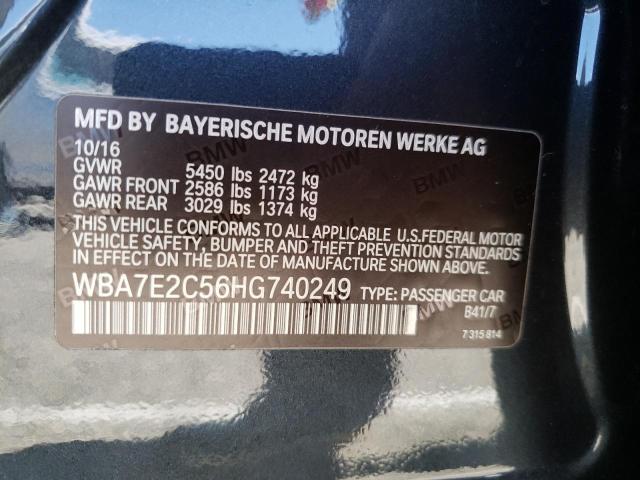 MFD BY BAYERISCHE MOTOREN WERKE AG
10/16
GVWR 5450 lbs 2472 kg
GAWR FRONT 2586 lbs 1173 kg
GAWR REAR 3029 lbs 1374 kg
THIS VEHICLE CONFORMS TO ALL APPLICABLE U.S.FEDERAL MOTOR
VEHICLE SAFETY, BUMPER AND THEFT PREVENTION STANDARDS
IN EFFECT ON THE DATE OF MANUFACTURE SHOWN ABOVE.
WBA7E2C56HG740249 TYPE: PASSENGER CAR
B41/7
7 315 814